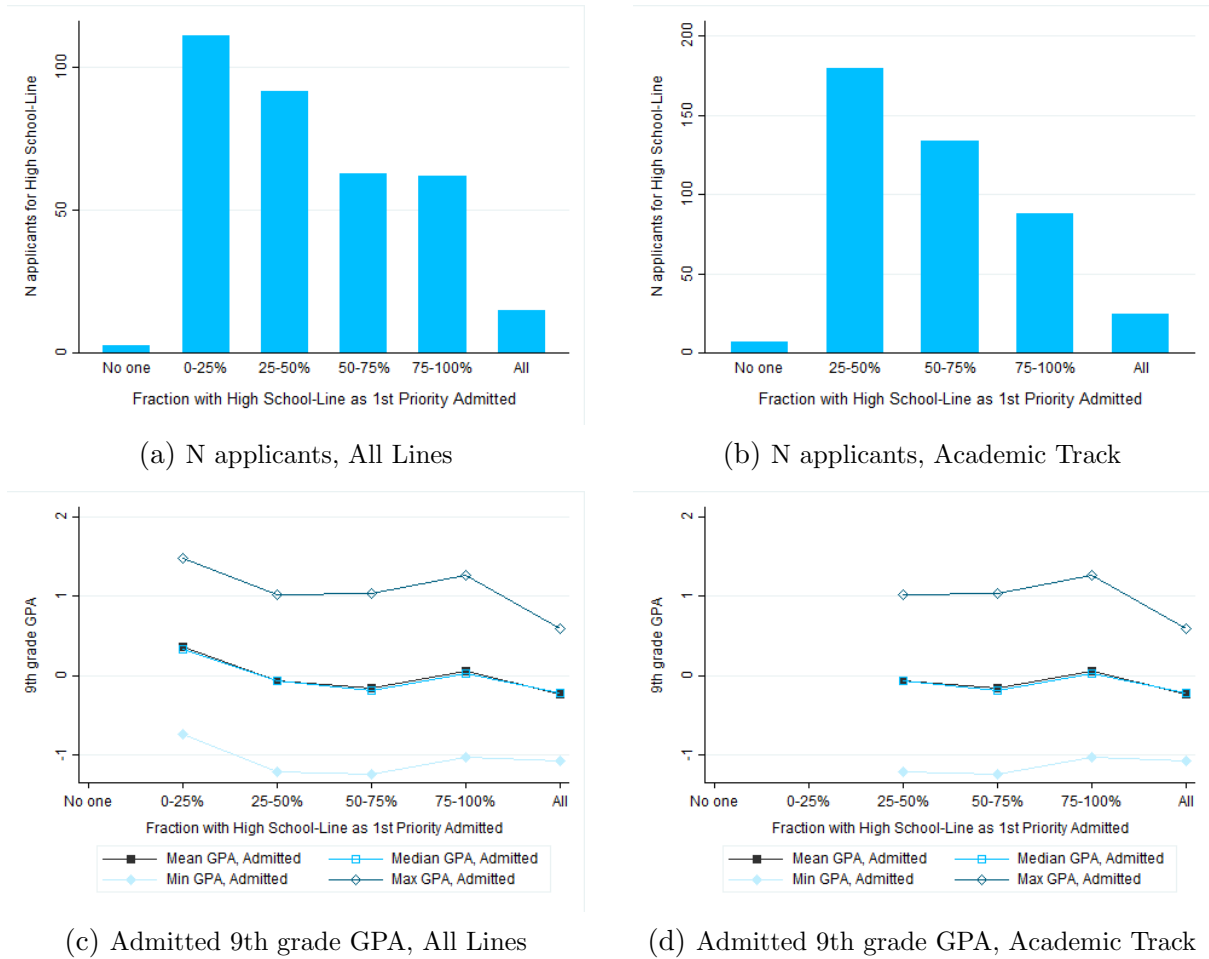 N applicants for High School-Line
100
50
0
No one 0-25% 25-50% 50-75% 75-100% All
Fraction with High School-Line as 1st Priority Admitted
(a) N applicants, All Lines
N applicants for High School-Line
200
150
100
50
0
No one 25-50% 50-75% 75-100% All
Fraction with High School-Line as 1st Priority Admitted
(b) N applicants, Academic Track
9th grade GPA
2
1
0
-1
No one 0-25% 25-50% 50-75% 75-100% All
Fraction with High School-Line as 1st Priority Admitted
Mean GPA, Admitted Median GPA, Admitted
Min GPA, Admitted Max GPA, Admitted
(c) Admitted 9th grade GPA, All Lines
9th grade GPA
2
1
0
-1
No one 0-25% 25-50% 50-75% 75-100% All
Fraction with High School-Line as 1st Priority Admitted
Mean GPA, Admitted Median GPA, Admitted
Min GPA, Admitted Max GPA, Admitted
(d) Admitted 9th grade GPA, Academic Track